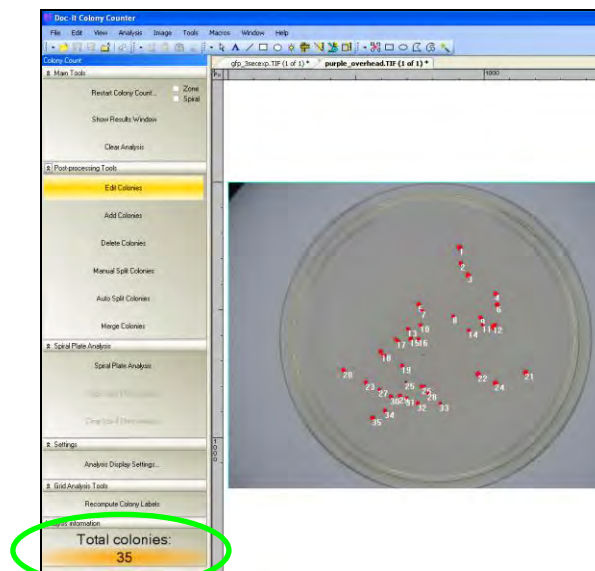 Doc-It Colony Counter
File Edit View Analysis Image Tools Macros Window Help
Colony Count
Main Tools
Restart Colony Count...
Zone
Spiral
Show Results Window
Clear Analysis
Post-processing Tools
Edit Colonies
Add Colonies
Delete Colonies
Manual Split Colonies
Auto Split Colonies
Merge Colonies
Spiral Plate Analysis
Spiral Plate Analysis
Settings
Analysis Display Settings...
Grid Analysis Tools
Recompute Colony Labels
Analysis Information
Total colonies:
35
gfp_3secexp.TIF (1 of 1) *
purple_overhead.TIF (1 of 1) *
1000
1000
1
2
3
4
6
7
8
9
10
11
12
13
14
15
16
17
18
19
20
21
22
23
24
25
27
28
30
31
32
33
34
35